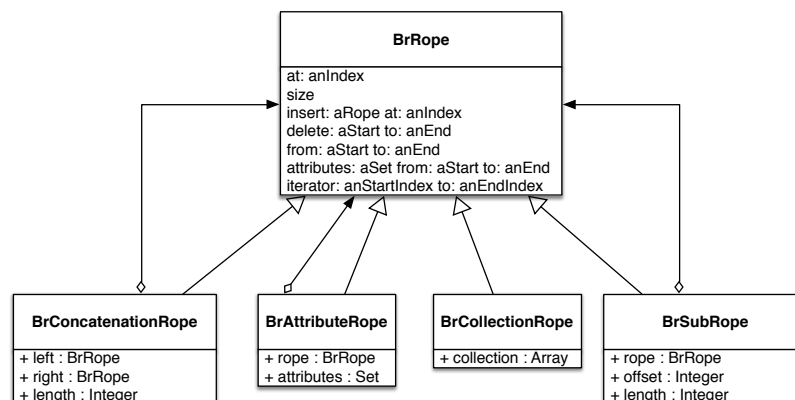 BrRope
at: anIndex
size
insert: aRope at: anIndex
delete: aStart to: anEnd
from: aStart to: anEnd
attributes: aSet from: aStart to: anEnd
iterator: anStartIndex to: anEndIndex
BrConcatenationRope
+ left : BrRope
+ right : BrRope
+ length : Integer
BrAttributeRope
+ rope : BrRope
+ attributes : Set
BrCollectionRope
+ collection : Array
BrSubRope
+ rope : BrRope
+ offset : Integer
+ length : Integer